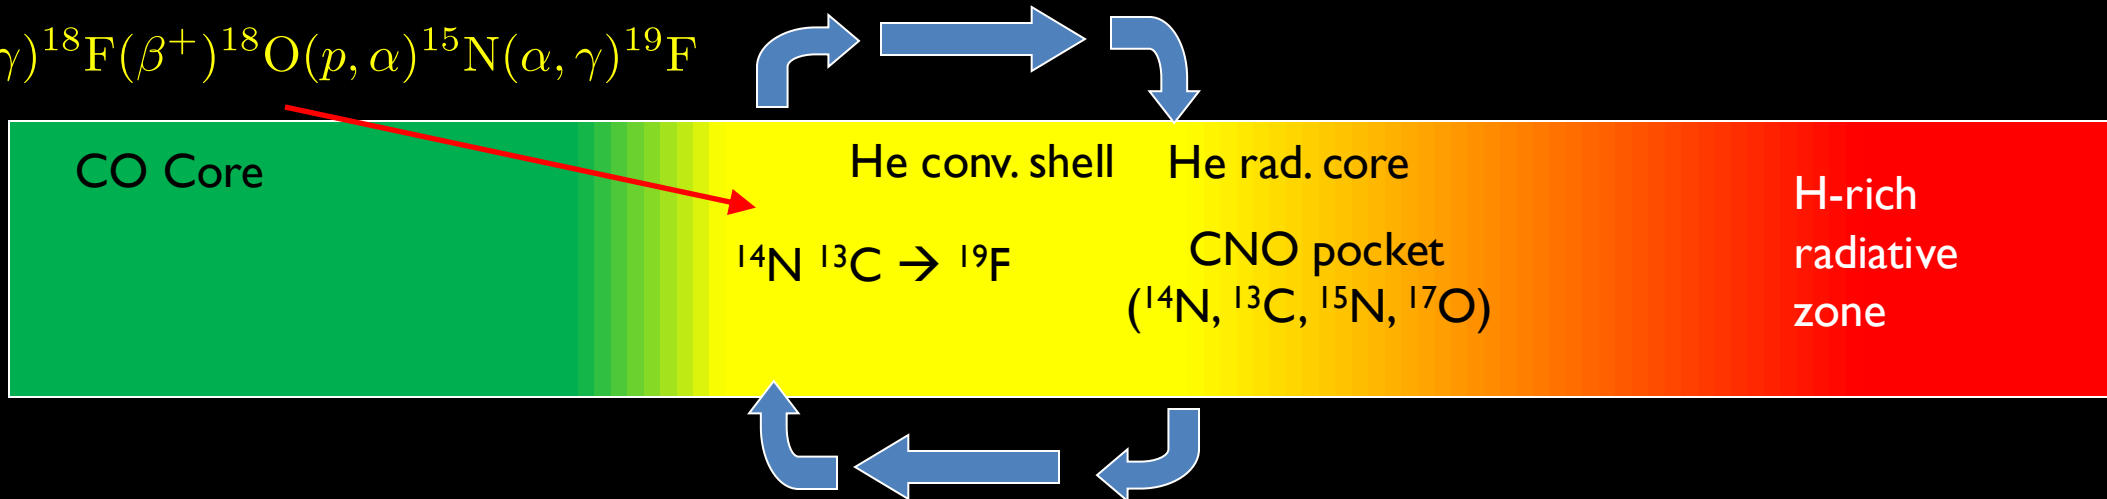 γ)¹⁸F(β⁺)¹⁸O(p, α)¹⁵N(α, γ)¹⁹F
CO Core
He conv. shell
He rad. core
¹⁴N ¹³C → ¹⁹F
CNO pocket
(¹⁴N, ¹³C, ¹⁵N, ¹⁷O)
H-rich
radiative
zone